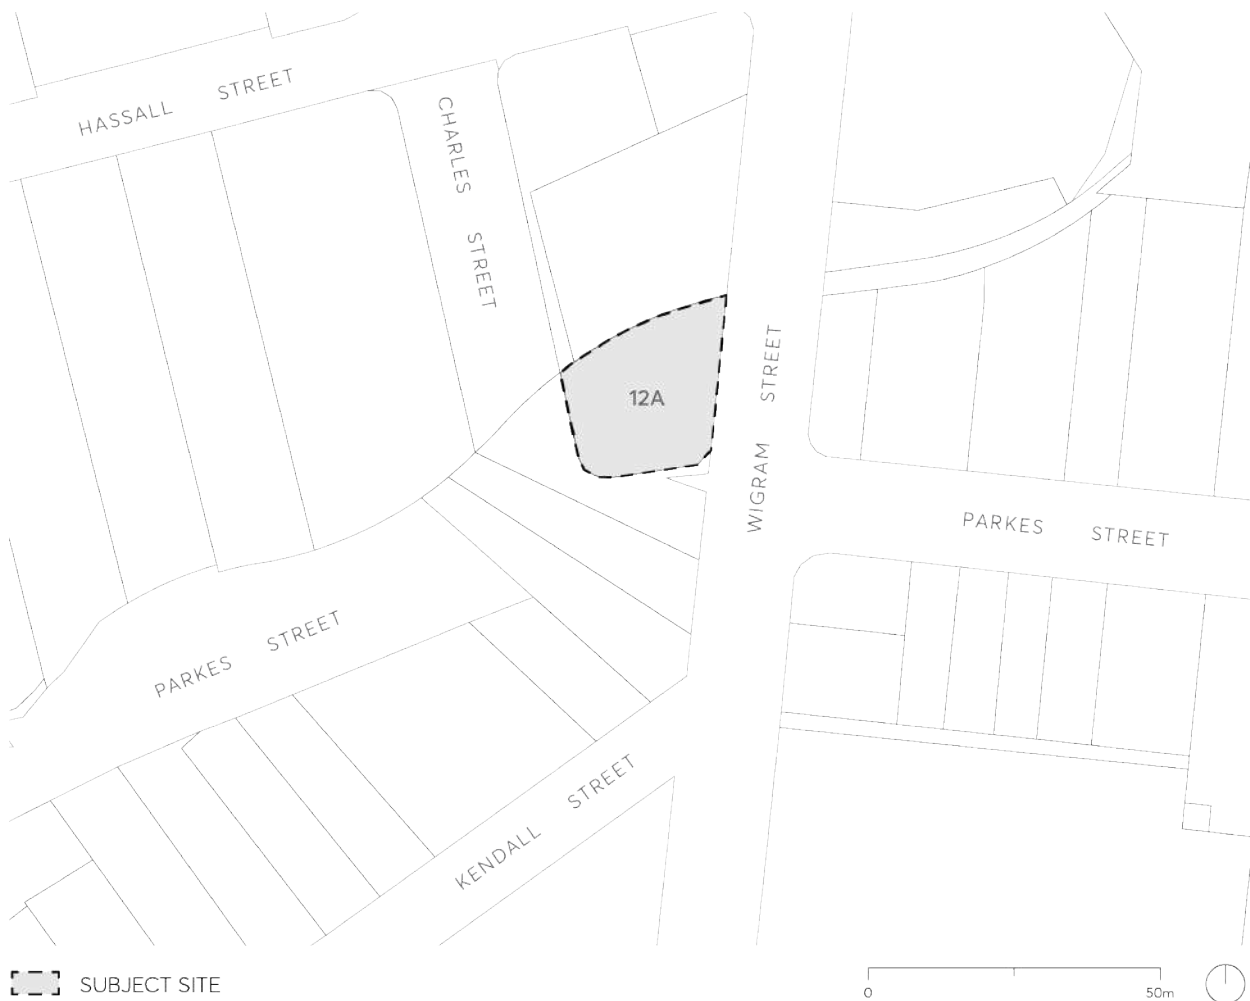 HASSALL STREET
CHARLES STREET
12A
WIGRAM STREET
PARKES STREET
PARKES STREET
KENDALL STREET
SUBJECT SITE
0 50m